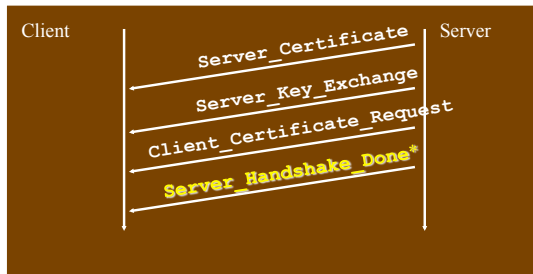 Client
Server
Server_Certificate
Server_Key_Exchange
Client_Certificate_Request
Server_Handshake_Done*